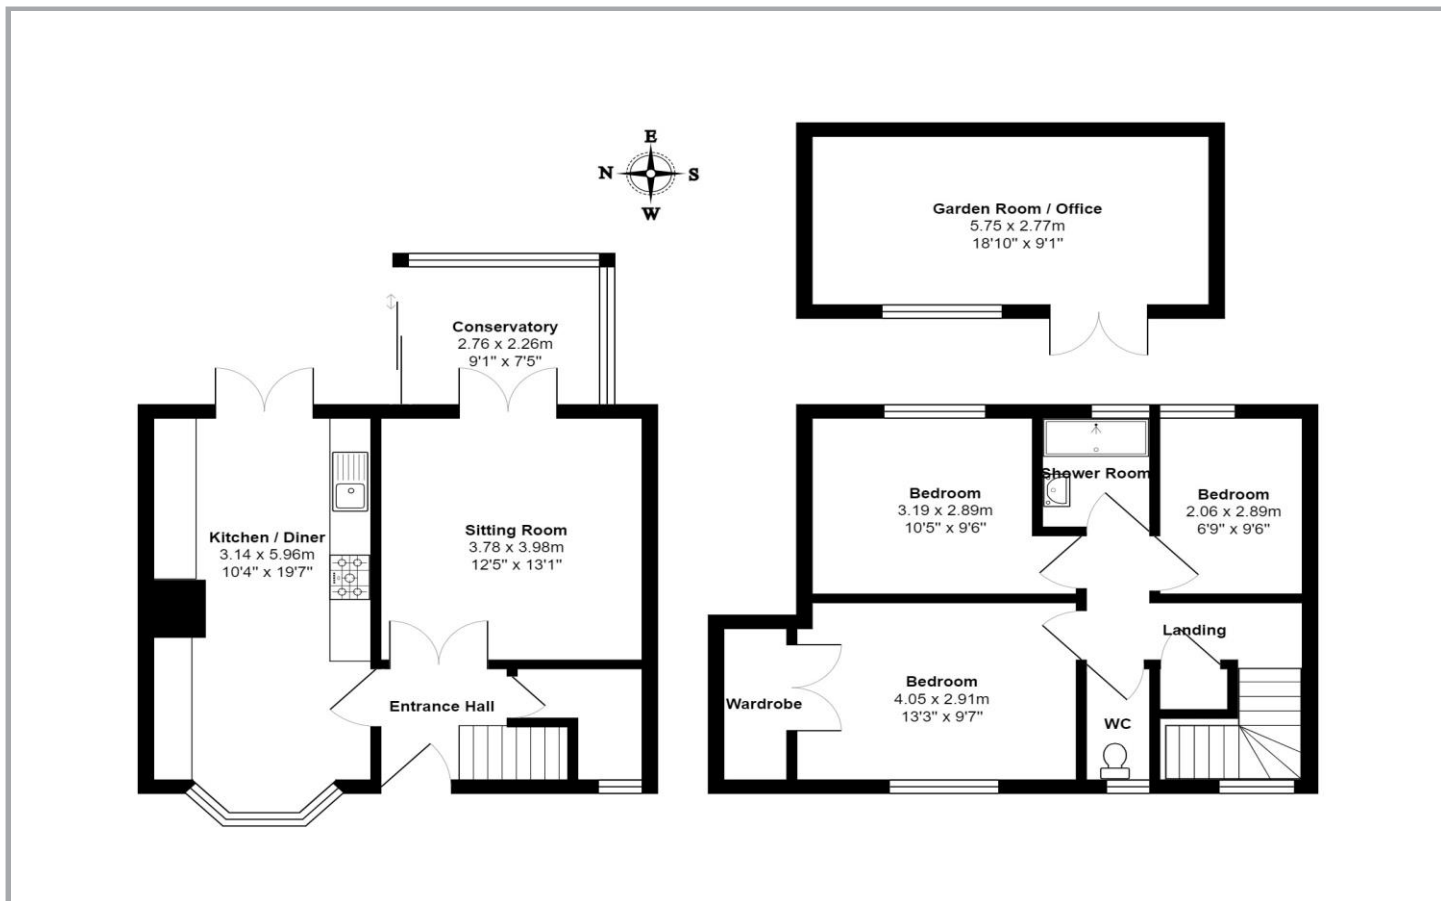 E
N
S
W
Garden Room / Office
5.75 x 2.77m
18'10" x 9'1"
Conservatory
2.76 x 2.26m
9'1" x 7'5"
Kitchen / Diner
3.14 x 5.96m
10'4" x 19'7"
Sitting Room
3.78 x 3.98m
12'5" x 13'1"
Entrance Hall
Bedroom
3.19 x 2.89m
10'5" x 9'6"
Shower Room
Bedroom
2.06 x 2.89m
6'9" x 9'6"
Landing
Bedroom
4.05 x 2.91m
13'3" x 9'7"
Wardrobe
WC